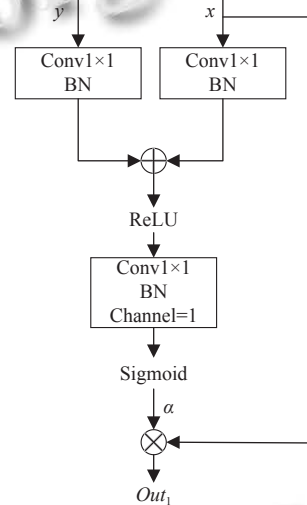 y
x
Conv1×1
BN
Conv1×1
BN
ReLU
Conv1×1
BN
Channel=1
Sigmoid
α
Out₁